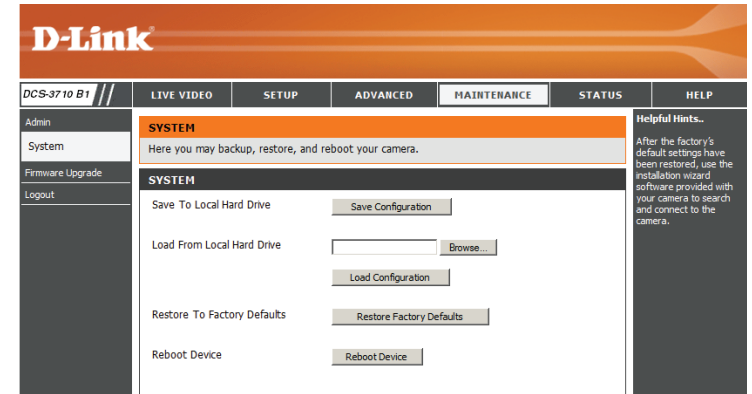 D-Link
DCS-3710 B1 // LIVE VIDEO SETUP ADVANCED MAINTENANCE STATUS HELP
Admin
System
Firmware Upgrade
Logout
SYSTEM
Here you may backup, restore, and reboot your camera.
SYSTEM
Save To Local Hard Drive Save Configuration
Load From Local Hard Drive Browse...
Load Configuration
Restore To Factory Defaults Restore Factory Defaults
Reboot Device Reboot Device
Helpful Hints..
After the factory's
default settings have
been restored, use the
installation wizard
software provided with
your camera to search
and connect to the
camera.